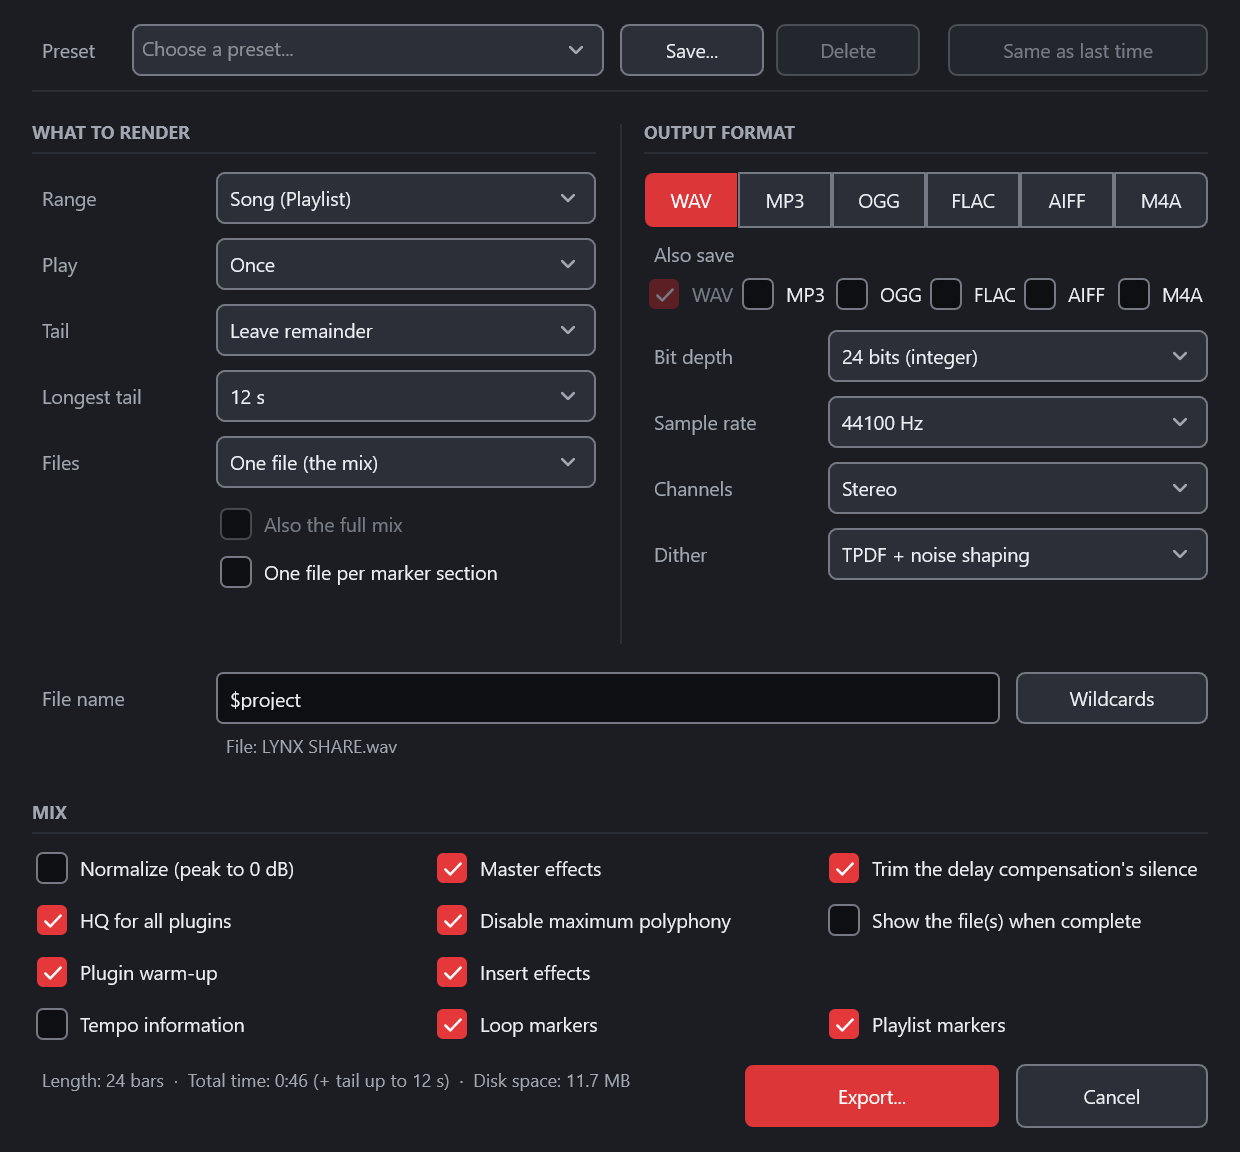 Preset Choose a preset... Save... Delete Same as last time
WHAT TO RENDER
Range Song (Playlist)
Play Once
Tail Leave remainder
Longest tail 12 s
Files One file (the mix)
Also the full mix
One file per marker section
OUTPUT FORMAT
WAV MP3 OGG FLAC AIFF M4A
Also save
WAV MP3 OGG FLAC AIFF M4A
Bit depth 24 bits (integer)
Sample rate 44100 Hz
Channels Stereo
Dither TPDF + noise shaping
File name $project Wildcards
File: LYNX SHARE.wav
MIX
Normalize (peak to 0 dB) Master effects Trim the delay compensation's silence
HQ for all plugins Disable maximum polyphony Show the file(s) when complete
Plugin warm-up Insert effects
Tempo information Loop markers Playlist markers
Length: 24 bars · Total time: 0:46 (+ tail up to 12 s) · Disk space: 11.7 MB
Export... Cancel